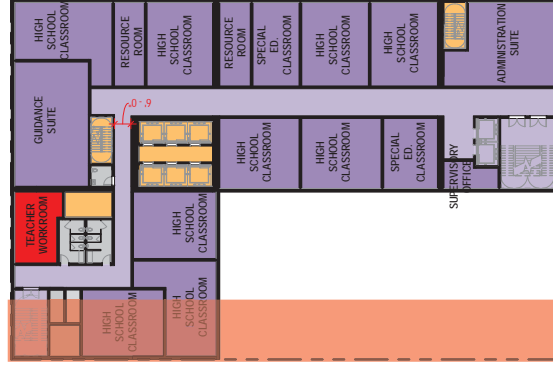 HIGH
SCHOOL
CLASSROOM
RESOURCE
ROOM
HIGH
SCHOOL
CLASSROOM
RESOURCE
ROOM
SPECIAL
ED.
CLASSROOM
HIGH
SCHOOL
CLASSROOM
HIGH
SCHOOL
CLASSROOM
ADMINISTRATION
SUITE
GUIDANCE
SUITE
HIGH
SCHOOL
CLASSROOM
HIGH
SCHOOL
CLASSROOM
SPECIAL
ED.
CLASSROOM
SUPERVISORY
OFFICE
TEACHER
WORKROOM
HIGH
SCHOOL
CLASSROOM
HIGH
SCHOOL
CLASSROOM
HIGH
SCHOOL
CLASSROOM